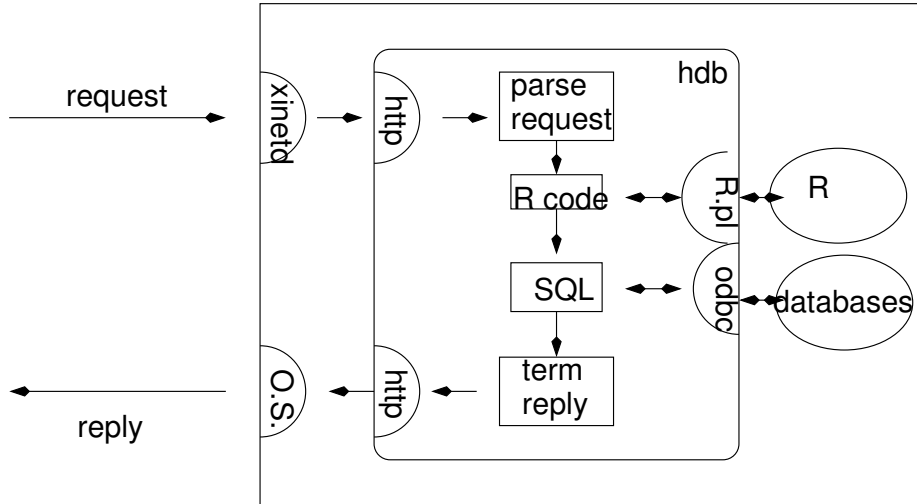 hdb
request
xinetd
http
parse
request
R code
R.pl
R
SQL
odbc
databases
term
reply
http
O.S.
reply